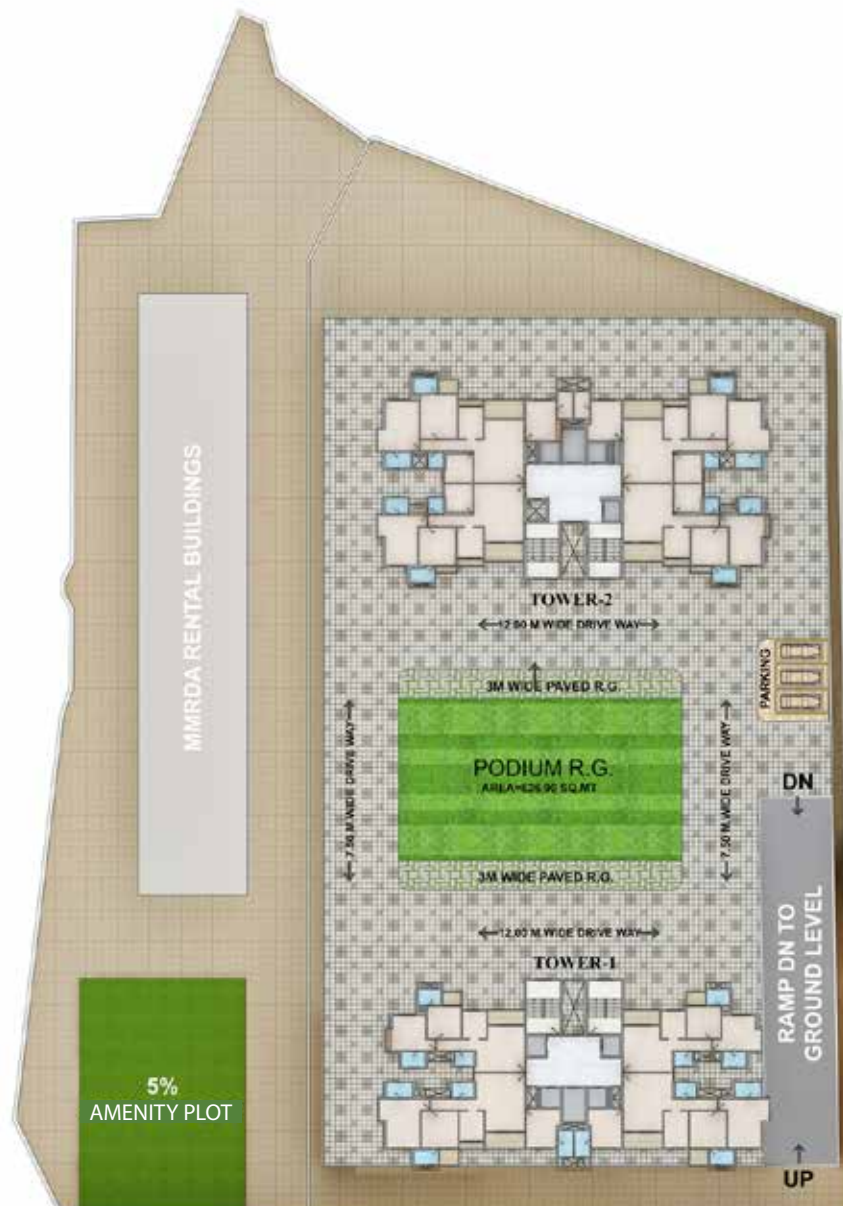 MMRDA RENTAL BUILDINGS
TOWER-2
12.00 M.WIDE DRIVE WAY
3M WIDE PAVED R.G.
PARKING
7.50 M.WIDE DRIVE WAY
PODIUM R.G.
SQ.MT
7.50 M.WIDE DRIVE WAY
DN
3M WIDE PAVED R.G.
12.00 M.WIDE DRIVE WAY
TOWER-1
RAMP DN TO
GROUND LEVEL
5%
AMENITY PLOT
UP